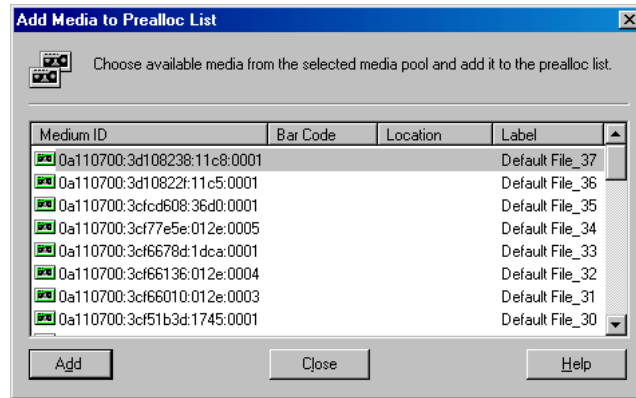 Add Media to Prealloc List
Choose available media from the selected media pool and add it to the prealloc list.
Medium ID Bar Code Location Label
0a110700:3d108238:11c8:0001 Default File_37
0a110700:3d10822f:11c5:0001 Default File_36
0a110700:3cfcd608:36d0:0001 Default File_35
0a110700:3cf77e5e:012e:0005 Default File_34
0a110700:3cf6678d:1dca:0001 Default File_33
0a110700:3cf66136:012e:0004 Default File_32
0a110700:3cf66010:012e:0003 Default File_31
0a110700:3cf51b3d:1745:0001 Default File_30
Add Close Help